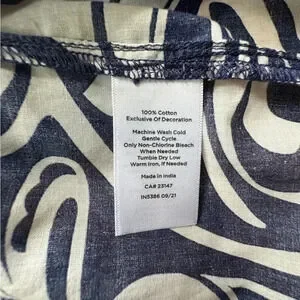 100% Cotton
Exclusive Of Decoration
Machine Wash Cold
Gentle Cycle
Only Non-Chlorine Bleach
When Needed
Tumble Dry Low
Warm Iron, If Needed
Made in India
CA# 23147
IN5386 09/21